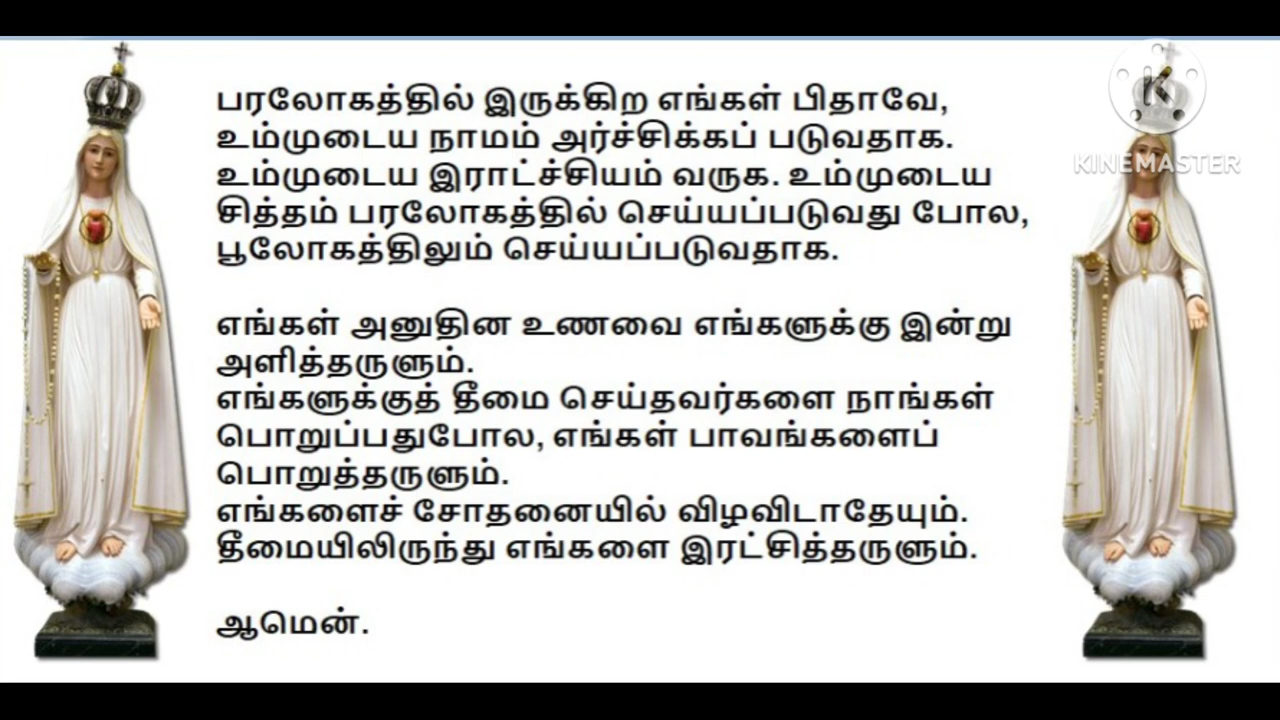 பரலோகத்தில் இருக்கிற எங்கள் பிதாவே,
உம்முடைய நாமம் அர்ச்சிக்கப் படுவதாக.
உம்முடைய இராட்ச்சியம் வருக. உம்முடைய
சித்தம் பரலோகத்தில் செய்யப்படுவது போல,
பூலோகத்திலும் செய்யப்படுவதாக.
எங்கள் அனுதின உணவை எங்களுக்கு இன்று
அளித்தருளும்.
எங்களுக்குத் தீமை செய்தவர்களை நாங்கள்
பொறுப்பதுபோல, எங்கள் பாவங்களைப்
பொறுத்தருளும்.
எங்களைச் சோதனையில் விழவிடாதேயும்.
தீமையிலிருந்து எங்களை இரட்சித்தருளும்.
ஆமென்.
K
KINEMASTER